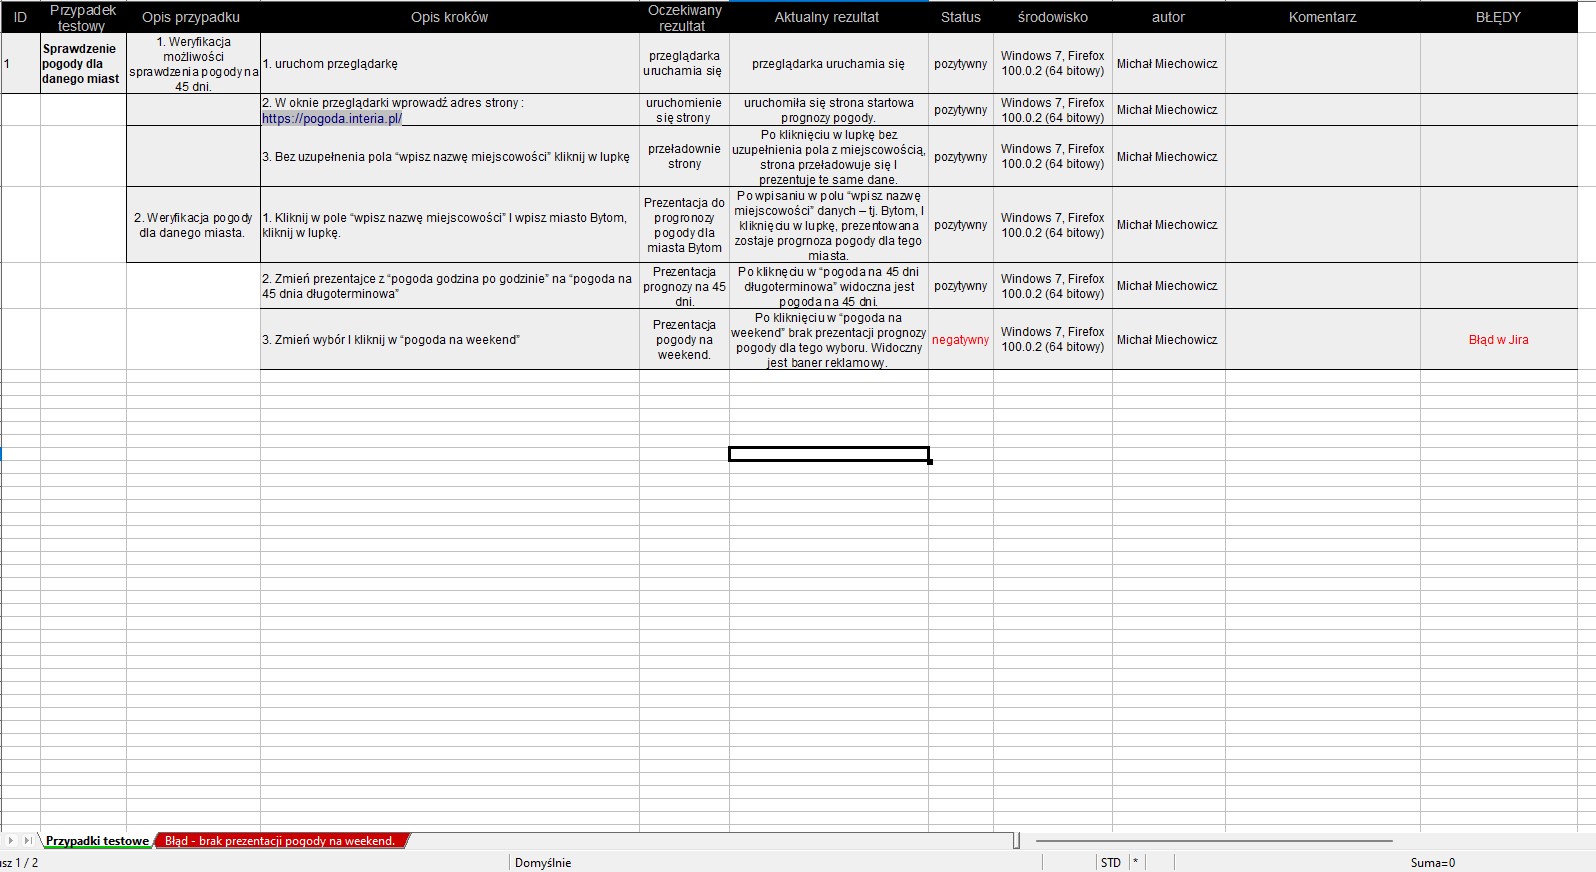 ID
Przypadek
testowy
Opis przypadku
Opis kroków
Oczekiwany
rezultat
Aktualny rezultat
Status
środowisko
autor
Komentarz
BŁĘDY
1
Sprawdzenie
pogody dla
danego miast
1. Weryfikacja
możliwości
sprawdzenia pogody na
45 dni.
1. uruchom przeglądarkę
przeglądarka
uruchamia się
przeglądarka uruchamia się
pozytywny
Windows 7, Firefox
100.0.2 (64 bitowy)
Michał Miechowicz
2. W oknie przeglądarki wprowadź adres strony :
https://pogoda.interia.pl/
uruchomienie
się strony
uruchomiła się strona startowa
prognozy pogody.
pozytywny
Windows 7, Firefox
100.0.2 (64 bitowy)
Michał Miechowicz
3. Bez uzupełnenia pola “wpisz nazwę miejscowości” kliknij w lupkę
przeładownie
strony
Po kliknięciu w lupkę bez
uzupełnienia pola z miejscowością,
strona przeładowuje się I
prezentuje te same dane.
pozytywny
Windows 7, Firefox
100.0.2 (64 bitowy)
Michał Miechowicz
2. Weryfikacja pogody
dla danego miasta.
1. Kliknij w pole “wpisz nazwę miejscowości” I wpisz miasto Bytom,
kliknij w lupkę.
Prezentacja do
progronozy
pogody dla
miasta Bytom
Po wpisaniu w polu “wpisz nazwę
miejscowości” danych – tj. Bytom, I
kliknięciu w lupkę, prezentowana
zostaje progrnoza pogody dla tego
miasta.
pozytywny
Windows 7, Firefox
100.0.2 (64 bitowy)
Michał Miechowicz
2. Zmień prezentajce z “pogoda godzina po godzinie” na “pogoda na
45 dnia długoterminowa”
Prezentacja
prognozy na 45
dni.
Po kliknęciu w “pogoda na 45 dni
długoterminowa” widoczna jest
pogoda na 45 dni.
pozytywny
Windows 7, Firefox
100.0.2 (64 bitowy)
Michał Miechowicz
3. Zmień wybór I kliknij w “pogoda na weekend”
Prezentacja
pogody na
weekend.
Po kliknięciu w “pogoda na
weekend” brak prezentacji prognozy
pogody dla tego wyboru. Widoczny
jest baner reklamowy.
negatywny
Windows 7, Firefox
100.0.2 (64 bitowy)
Michał Miechowicz
Błąd w Jira
Przypadki testowe
Błąd - brak prezentacji pogody na weekend.
usz 1 / 2
Domyślnie
STD
*
Suma=0